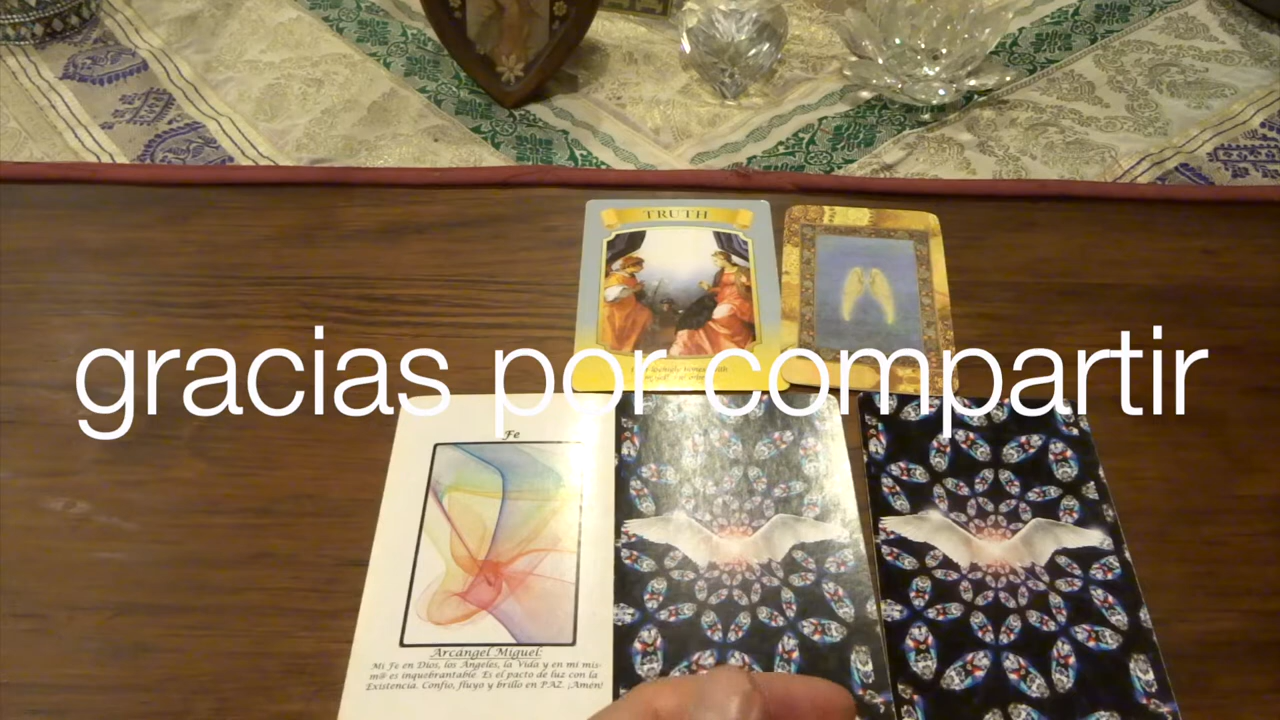 TRUTH
gracias por compartir
Fe
Arcángel Miguel:
Mi Fe en Dios, los Ángeles, la Vida y en mí mis-
m@ es inquebrantable. Es el pacto de luz con la
Existencia. Confío, fluyo y brillo en PAZ. ¡Amén!